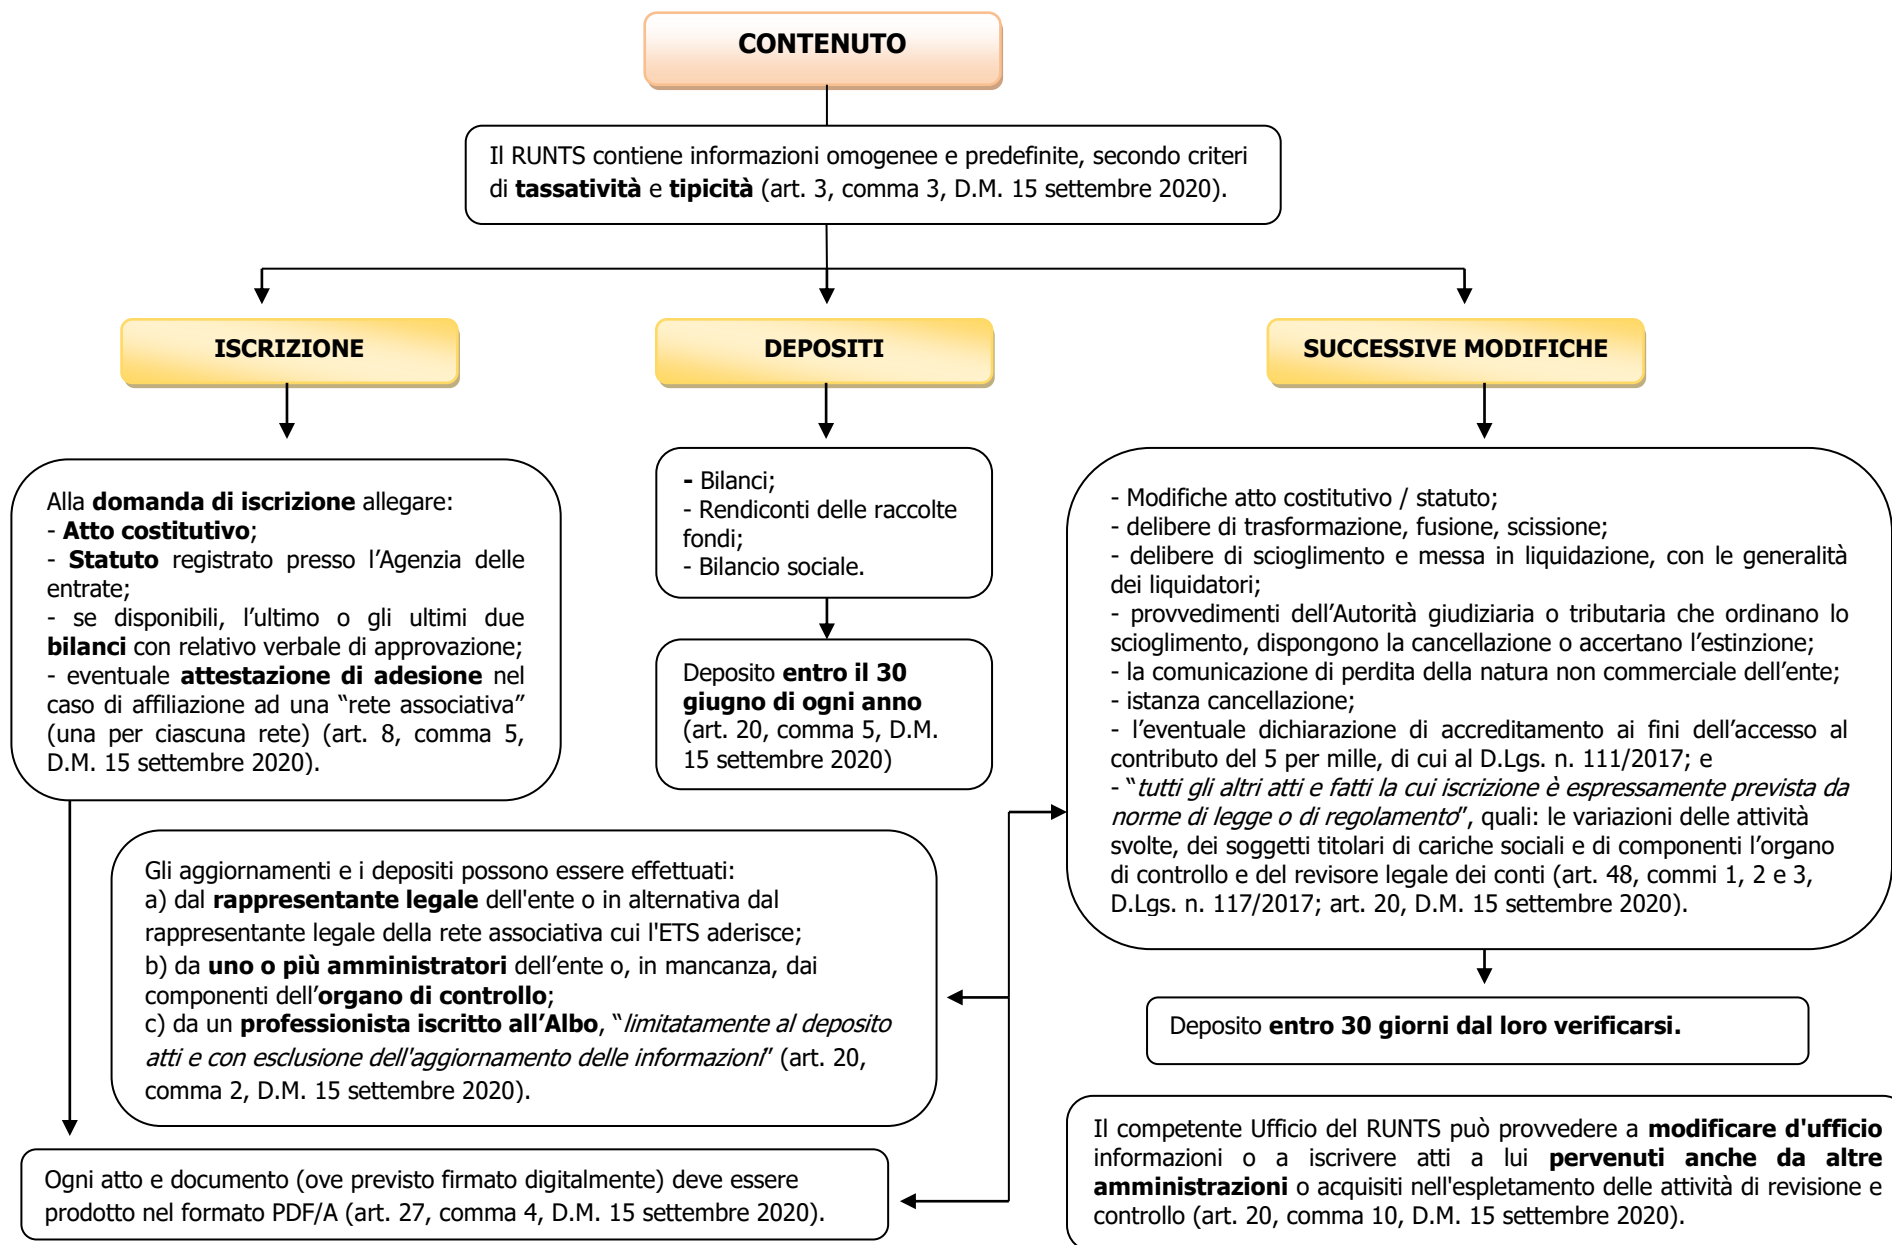 CONTENUTO
Il RUNTS contiene informazioni omogenee e predefinite, secondo criteri
di tassatività e tipicità (art. 3, comma 3, D.M. 15 settembre 2020).
ISCRIZIONE
DEPOSITI
SUCCESSIVE MODIFICHE
Alla domanda di iscrizione allegare:
- Atto costitutivo;
- Statuto registrato presso l’Agenzia delle
entrate;
- se disponibili, l’ultimo o gli ultimi due
bilanci con relativo verbale di approvazione;
- eventuale attestazione di adesione nel
caso di affiliazione ad una “rete associativa”
(una per ciascuna rete) (art. 8, comma 5,
D.M. 15 settembre 2020).
- Bilanci;
- Rendiconti delle raccolte
fondi;
- Bilancio sociale.
Deposito entro il 30
giugno di ogni anno
(art. 20, comma 5, D.M.
15 settembre 2020)
- Modifiche atto costitutivo / statuto;
- delibere di trasformazione, fusione, scissione;
- delibere di scioglimento e messa in liquidazione, con le generalità
dei liquidatori;
- provvedimenti dell’Autorità giudiziaria o tributaria che ordinano lo
scioglimento, dispongono la cancellazione o accertano l’estinzione;
- la comunicazione di perdita della natura non commerciale dell’ente;
- istanza cancellazione;
- l’eventuale dichiarazione di accreditamento ai fini dell’accesso al
contributo del 5 per mille, di cui al D.Lgs. n. 111/2017; e
- “tutti gli altri atti e fatti la cui iscrizione è espressamente prevista da
norme di legge o di regolamento”, quali: le variazioni delle attività
svolte, dei soggetti titolari di cariche sociali e di componenti l’organo
di controllo e del revisore legale dei conti (art. 48, commi 1, 2 e 3,
D.Lgs. n. 117/2017; art. 20, D.M. 15 settembre 2020).
Gli aggiornamenti e i depositi possono essere effettuati:
a) dal rappresentante legale dell'ente o in alternativa dal
rappresentante legale della rete associativa cui l'ETS aderisce;
b) da uno o più amministratori dell’ente o, in mancanza, dai
componenti dell’organo di controllo;
c) da un professionista iscritto all’Albo, “limitatamente al deposito
atti e con esclusione dell'aggiornamento delle informazioni” (art. 20,
comma 2, D.M. 15 settembre 2020).
Deposito entro 30 giorni dal loro verificarsi.
Ogni atto e documento (ove previsto firmato digitalmente) deve essere
prodotto nel formato PDF/A (art. 27, comma 4, D.M. 15 settembre 2020).
Il competente Ufficio del RUNTS può provvedere a modificare d'ufficio
informazioni o a iscrivere atti a lui pervenuti anche da altre
amministrazioni o acquisiti nell'espletamento delle attività di revisione e
controllo (art. 20, comma 10, D.M. 15 settembre 2020).